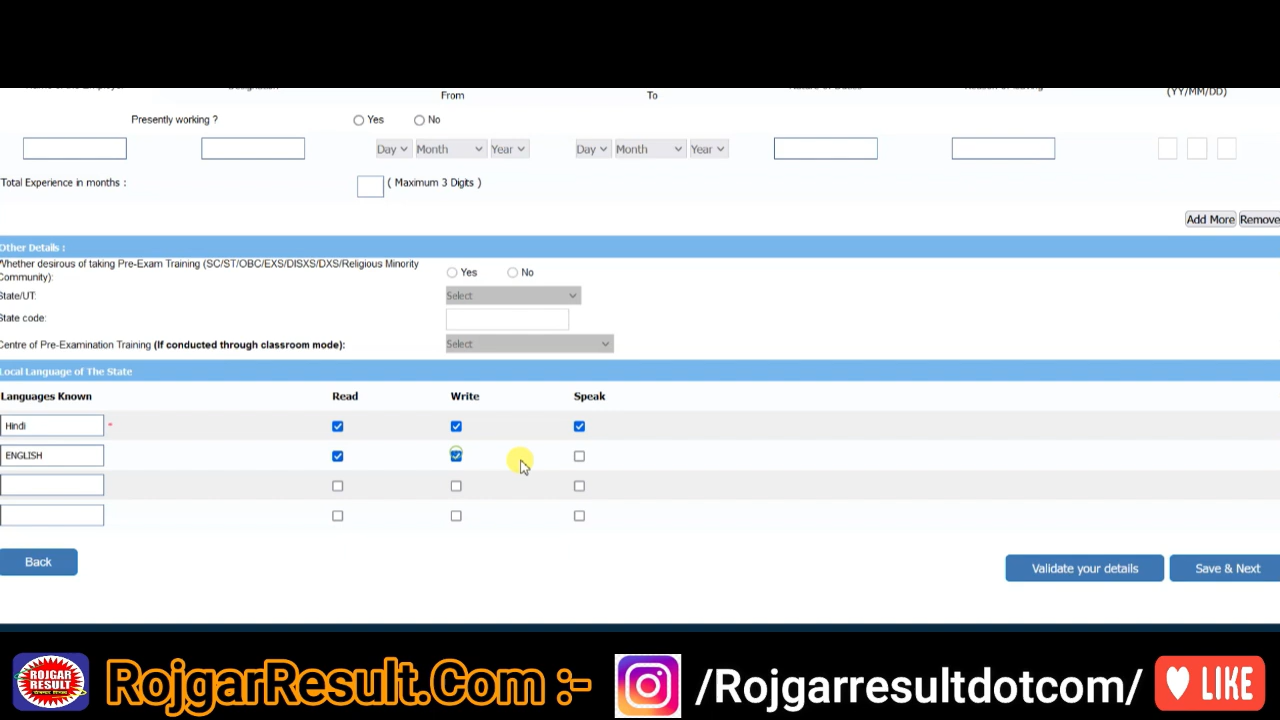 From To (YY/MM/DD)
Presently working ? Yes No
Day Month Year Day Month Year
Total Experience in months : ( Maximum 3 Digits )
Add More Remove
Other Details :
Whether desirous of taking Pre-Exam Training (SC/ST/OBC/EXS/DISXS/DXS/Religious Minority
Community): Yes No
State/UT: Select
State code:
Centre of Pre-Examination Training (If conducted through classroom mode): Select
Local Language of The State
Languages Known Read Write Speak
Hindi *
ENGLISH
Back Validate your details Save & Next
ROJGAR
RESULT
RojgarResult.Com :- /Rojgarresultdotcom/ LIKE